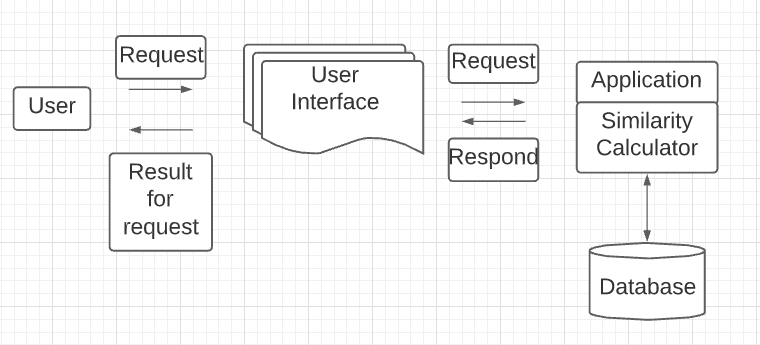 User
Request
Result
for
request
User
Interface
Request
Respond
Application
Similarity
Calculator
Database